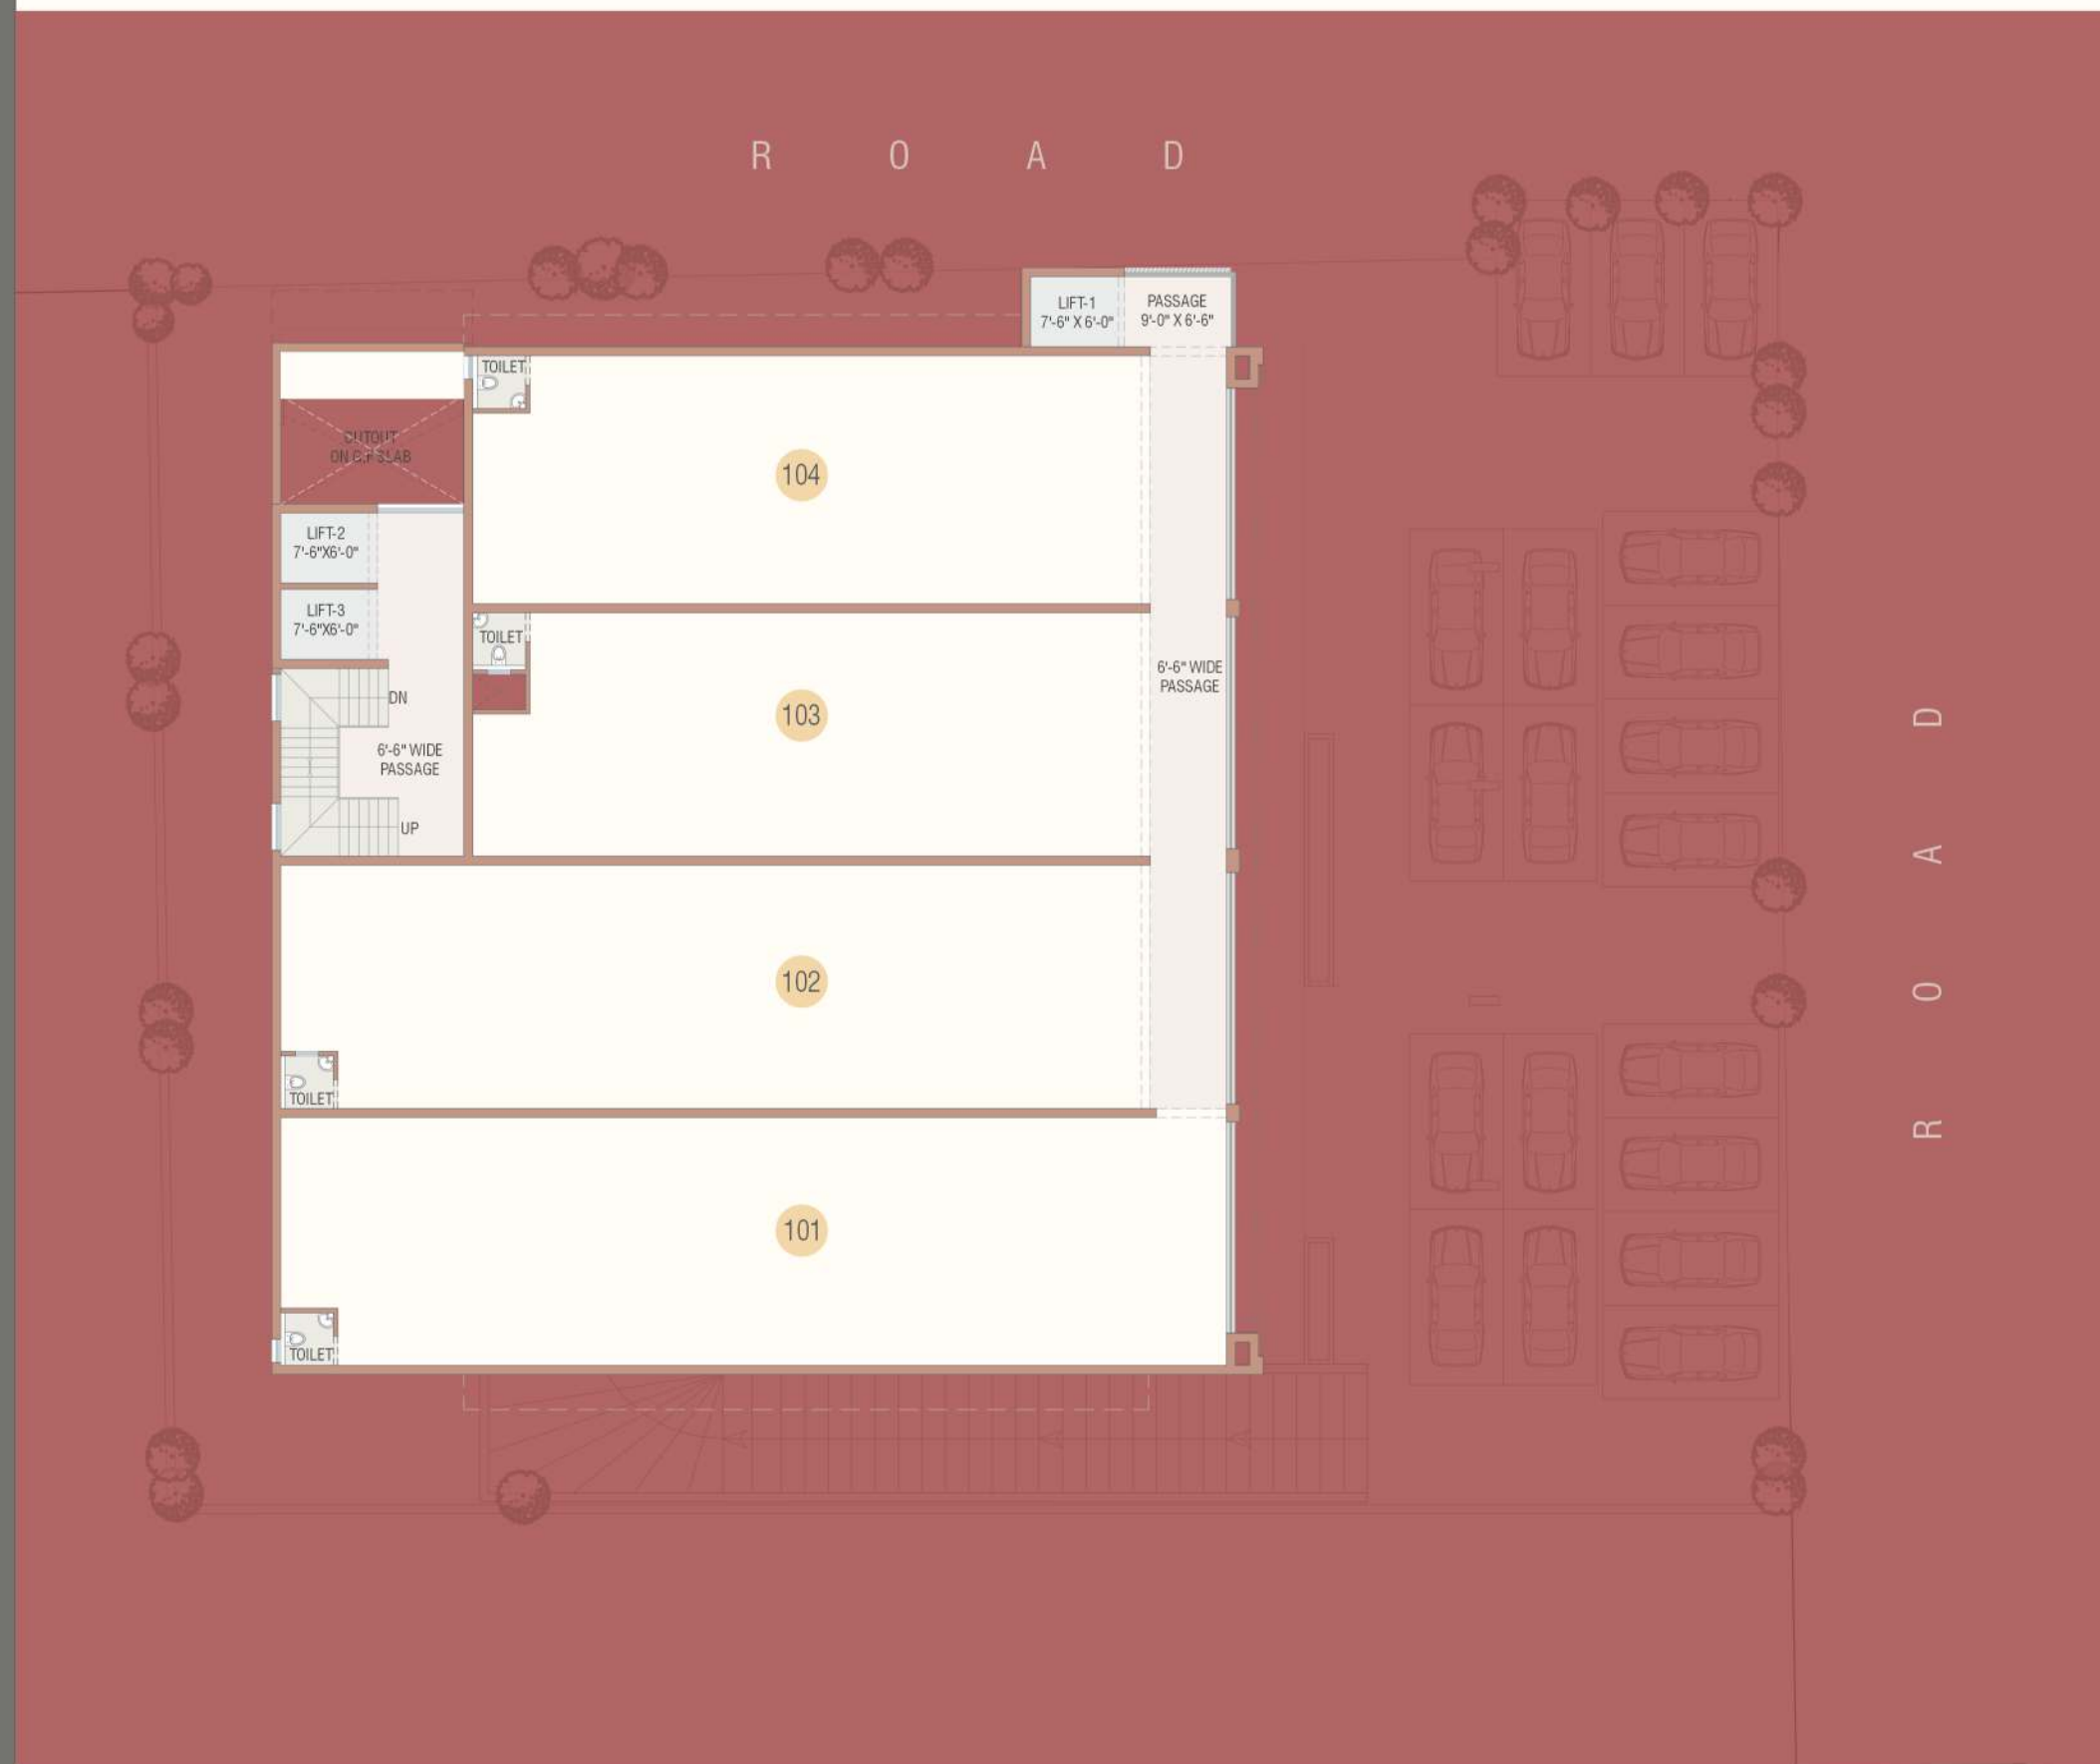 R O A D
LIFT-1
7'-6" X 6'-0"
PASSAGE
9'-0" X 6'-6"
TOILET
CUTOUT
ON G.F SLAB
104
LIFT-2
7'-6"X6'-0"
LIFT-3
7'-6"X6'-0"
TOILET
6'-6" WIDE
PASSAGE
DN
103
6'-6" WIDE
PASSAGE
UP
R O A D
102
TOILET
101
TOILET